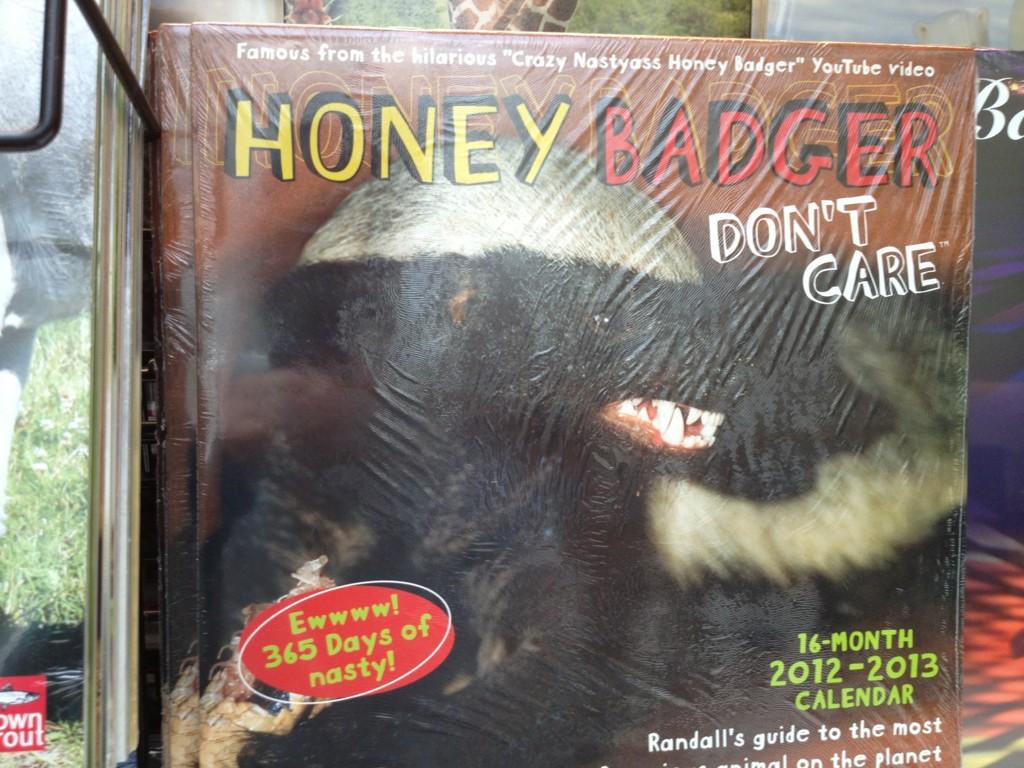 Famous from the hilarious "Crazy Nastyass Honey Badger" YouTube video
HONEY BADGER
DON'T
CARE™
Ewwww!
365 Days of
nasty!
16-MONTH
2012-2013
CALENDAR
Randall's guide to the most
animal on the planet
own
rout